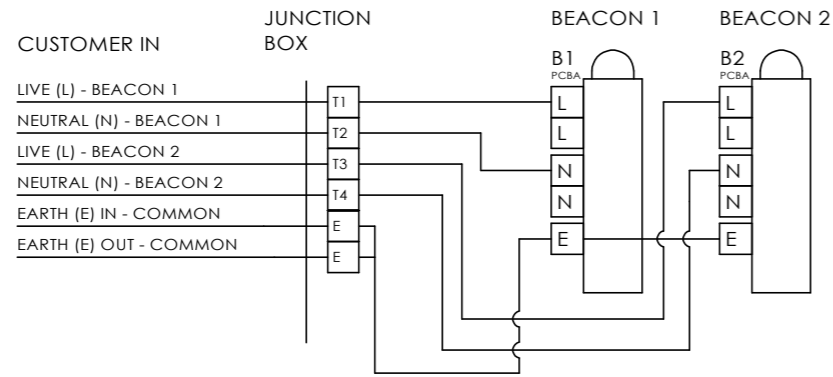 CUSTOMER IN
JUNCTION
BOX
BEACON 1
BEACON 2
B1
PCBA
B2
PCBA
LIVE (L) - BEACON 1
T1
L
L
NEUTRAL (N) - BEACON 1
T2
L
L
LIVE (L) - BEACON 2
T3
N
N
NEUTRAL (N) - BEACON 2
T4
N
N
EARTH (E) IN - COMMON
E
E
E
EARTH (E) OUT - COMMON
E